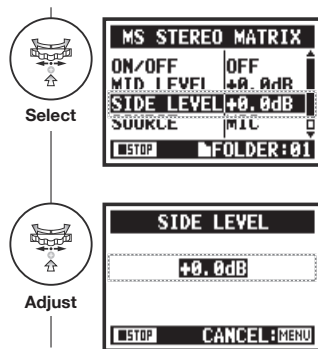 MS STEREO MATRIX
ON/OFF OFF
MID LEVEL +0.0dB
SIDE LEVEL +0.0dB
SOURCE MIC
STOP FOLDER:01
Select
SIDE LEVEL
+0.0dB
STOP CANCEL:MENU
Adjust